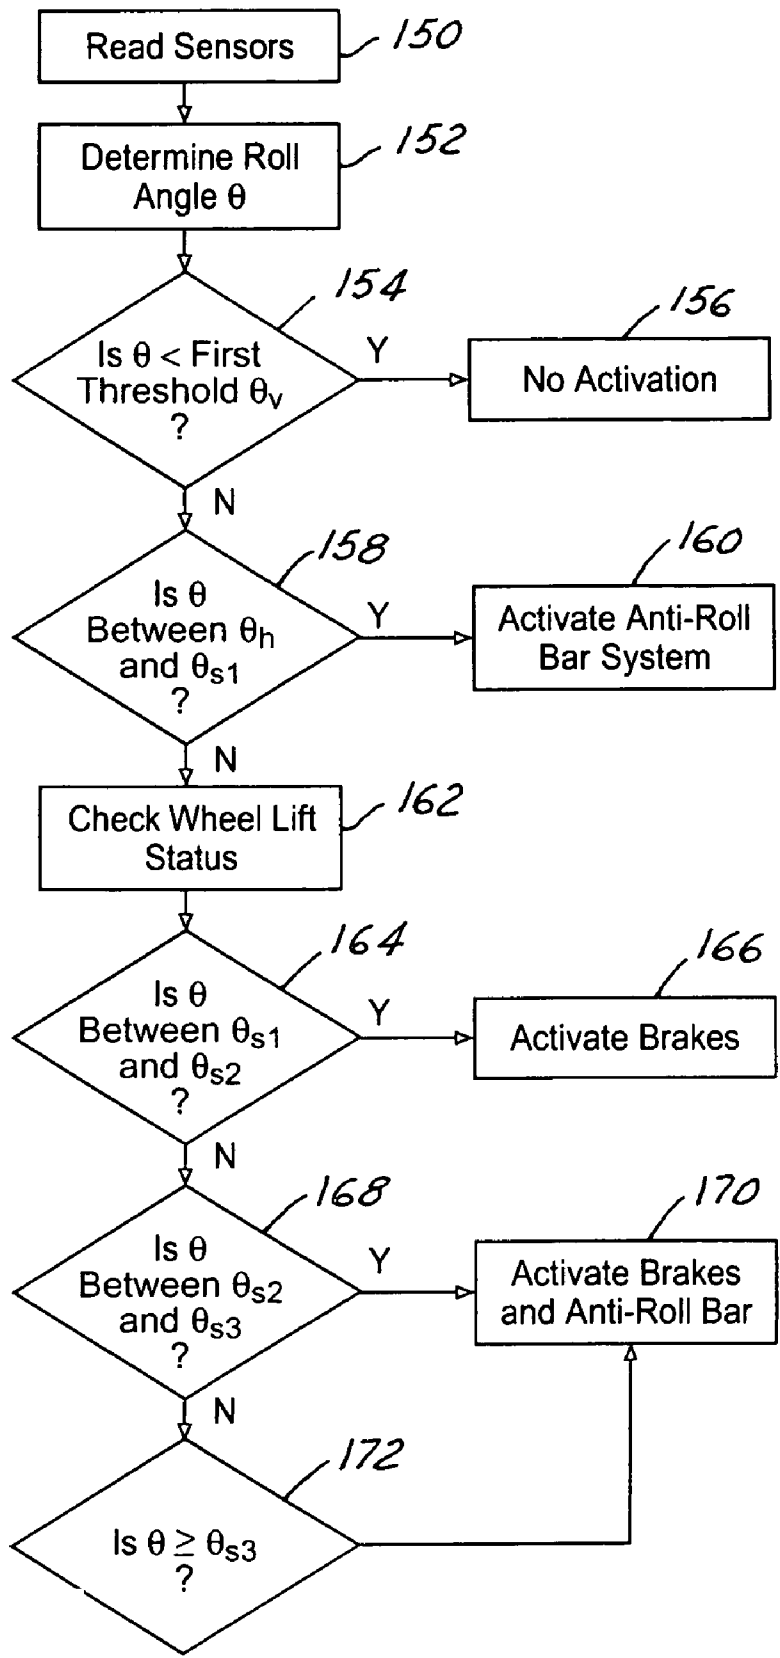 Read Sensors
150
Determine Roll
Angle θ
152
154
Is θ < First
Threshold θv
?
Y
156
No Activation
N
158
Is θ
Between θh
and θs1
?
Y
160
Activate Anti-Roll
Bar System
N
Check Wheel Lift
Status
162
164
Is θ
Between θs1
and θs2
?
Y
166
Activate Brakes
N
168
Is θ
Between θs2
and θs3
?
Y
170
Activate Brakes
and Anti-Roll Bar
N
172
Is θ ≥ θs3
?